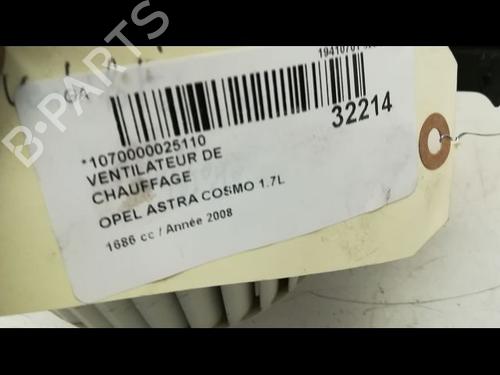 32214
*1070000025110
VENTILATEUR DE
CHAUFFAGE
OPEL ASTRA COSMO 1.7L
1686 cc / Année 2008
B-PARTS